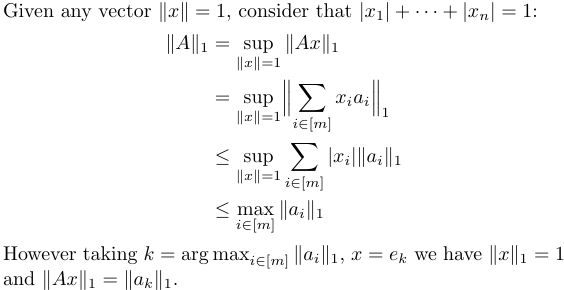 Given any vector ‖x‖ = 1, consider that |x₁| + ⋯ + |xₙ| = 1:
‖A‖₁ = sup_{‖x‖=1} ‖Ax‖₁
= sup_{‖x‖=1} ‖∑_{i∈[m]} xᵢaᵢ‖₁
≤ sup_{‖x‖=1} ∑_{i∈[m]} |xᵢ|‖aᵢ‖₁
≤ max_{i∈[m]} ‖aᵢ‖₁
However taking k = arg max_{i∈[m]} ‖aᵢ‖₁, x = eₖ we have ‖x‖₁ = 1
and ‖Ax‖₁ = ‖aₖ‖₁.